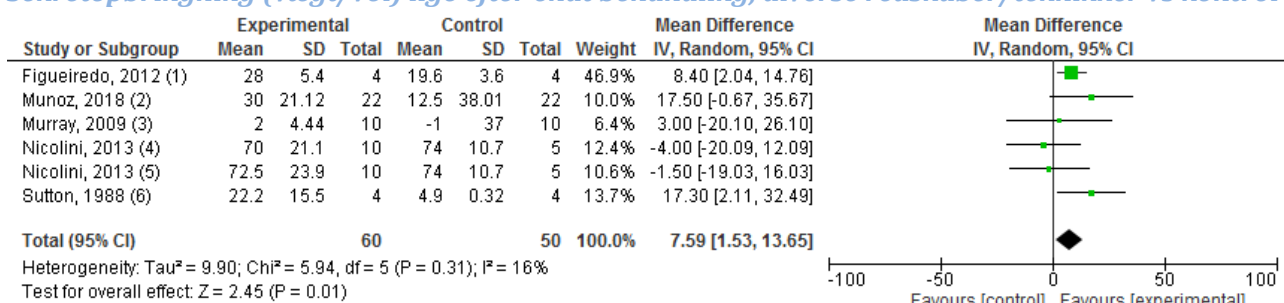 Experimental Control Mean Difference Mean Difference
Study or Subgroup Mean SD Total Mean SD Total Weight IV, Random, 95% CI IV, Random, 95% CI
Figueiredo, 2012 (1) 28 5.4 4 19.6 3.6 4 46.9% 8.40 [2.04, 14.76]
Munoz, 2018 (2) 30 21.12 22 12.5 38.01 22 10.0% 17.50 [-0.67, 35.67]
Murray, 2009 (3) 2 4.44 10 -1 37 10 6.4% 3.00 [-20.10, 26.10]
Nicolini, 2013 (4) 70 21.1 10 74 10.7 5 12.4% -4.00 [-20.09, 12.09]
Nicolini, 2013 (5) 72.5 23.9 10 74 10.7 5 10.6% -1.50 [-19.03, 16.03]
Sutton, 1988 (6) 22.2 15.5 4 4.9 0.32 4 13.7% 17.30 [2.11, 32.49]
Total (95% CI) 60 50 100.0% 7.59 [1.53, 13.65]
Heterogeneity: Tau² = 9.90; Chi² = 5.94, df = 5 (P = 0.31); I² = 16%
Test for overall effect: Z = 2.45 (P = 0.01)
-100 -50 0 50 100
Favours [control] Favours [experimental]